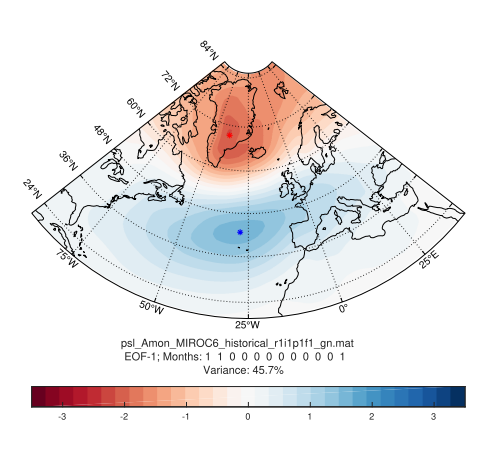 84°N
72°N
60°N
48°N
36°N
24°N
75°W
50°W
25°W
0°
25°E
psl_Amon_MIROC6_historical_r1i1p1f1_gn.mat
EOF-1; Months: 1 1 0 0 0 0 0 0 0 0 0 1
Variance: 45.7%
-3 -2 -1 0 1 2 3